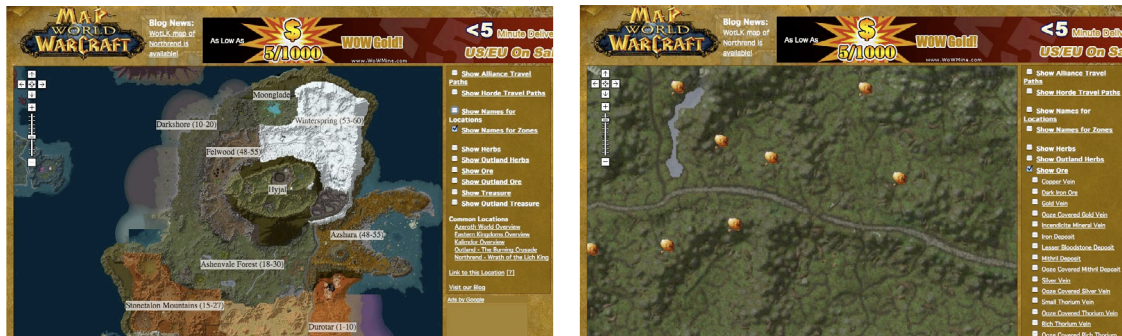 MAP
WORLD
WARCRAFT
Blog News:
WotLK map of
Northrend is
available!
As Low As
$
5/1000
WOW Gold!
www.WoWMine.com
<5 Minute Delive
US/EU On Sa
Moonglade
Winterspring (53-60)
Darkshore (10-20)
Felwood (48-55)
Hyjal
Azshara (48-55)
Ashenvale Forest (18-30)
Stonetalon Mountains (15-27)
Durotar (1-10)
Show Alliance Travel
Paths
Show Horde Travel Paths
Show Names for
Locations
Show Names for Zones
Show Herbs
Show Outland Herbs
Show Ore
Show Outland Ore
Show Treasure
Show Outland Treasure
Common Locations
Azeroth World Overview
Eastern Kingdoms Overview
Kalimdor Overview
Outland - The Burning Crusade
Northrend - Wrath of the Lich King
Link to this Location [?]
Visit our Blog
Ads by Google
MAP
WORLD
WARCRAFT
Blog News:
WotLK map of
Northrend is
available!
As Low As
$
5/1000
WOW Gold!
www.WoWMine.com
<5 Minute Deliv
US/EU On S
Show Alliance Travel
Paths
Show Horde Travel Paths
Show Names for
Locations
Show Names for Zones
Show Herbs
Show Outland Herbs
Show Ore
Copper Vein
Dark Iron Ore
Gold Vein
Ooze Covered Gold Vein
Incendicite Mineral Vein
Iron Deposit
Lesser Bloodstone Deposit
Mithril Deposit
Ooze Covered Mithril Deposit
Silver Vein
Ooze Covered Silver Vein
Small Thorium Vein
Ooze Covered Thorium Vein
Rich Thorium Vein
Ooze Covered Rich Thorium